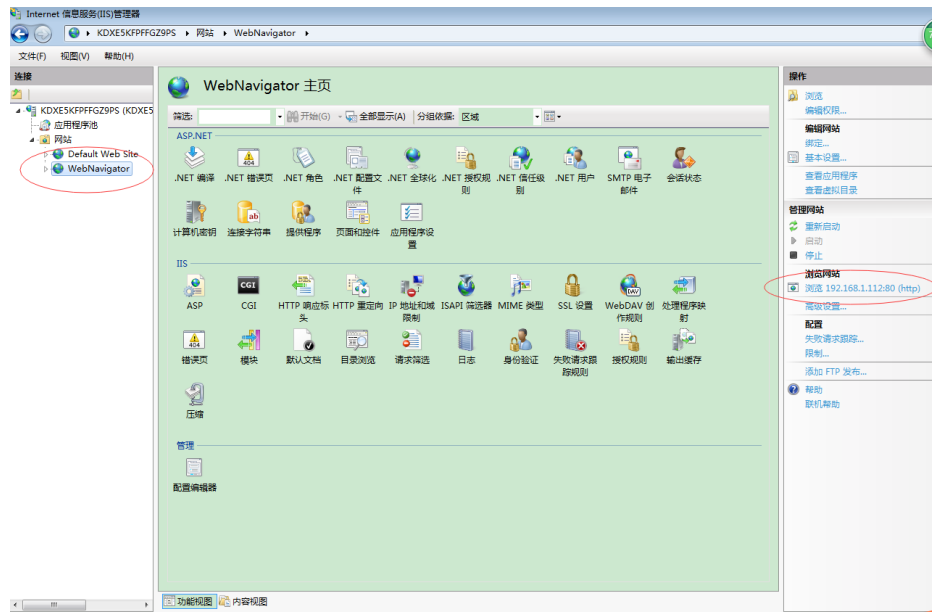 Internet 信息服务(IIS)管理器
KDXE5KFPFFGZ9PS ▸ 网站 ▸ WebNavigator ▸
文件(F) 视图(V) 帮助(H)
连接
KDXE5KFPFFGZ9PS (KDXE5
应用程序池
网站
Default Web Site
WebNavigator
WebNavigator 主页
筛选: 开始(G) 全部显示(A) 分组依据: 区域
ASP.NET
.NET 编译 .NET 错误页 .NET 角色 .NET 配置文件 .NET 全球化 .NET 授权规则 .NET 信任级别 .NET 用户 SMTP 电子邮件 会话状态
计算机密钥 连接字符串 提供程序 页面和控件 应用程序设置
IIS
ASP CGI HTTP 响应标头 HTTP 重定向 IP 地址和域限制 ISAPI 筛选器 MIME 类型 SSL 设置 WebDAV 创作规则 处理程序映射
错误页 模块 默认文档 目录浏览 请求筛选 日志 身份验证 失败请求跟踪规则 授权规则 输出缓存
压缩
管理
配置编辑器
功能视图 内容视图
操作
浏览
编辑权限...
编辑网站
绑定...
基本设置...
查看应用程序
查看虚拟目录
管理网站
重新启动
启动
停止
浏览网站
浏览 192.168.1.112:80 (http)
高级设置...
配置
失败请求跟踪...
限制...
添加 FTP 发布...
帮助
联机帮助